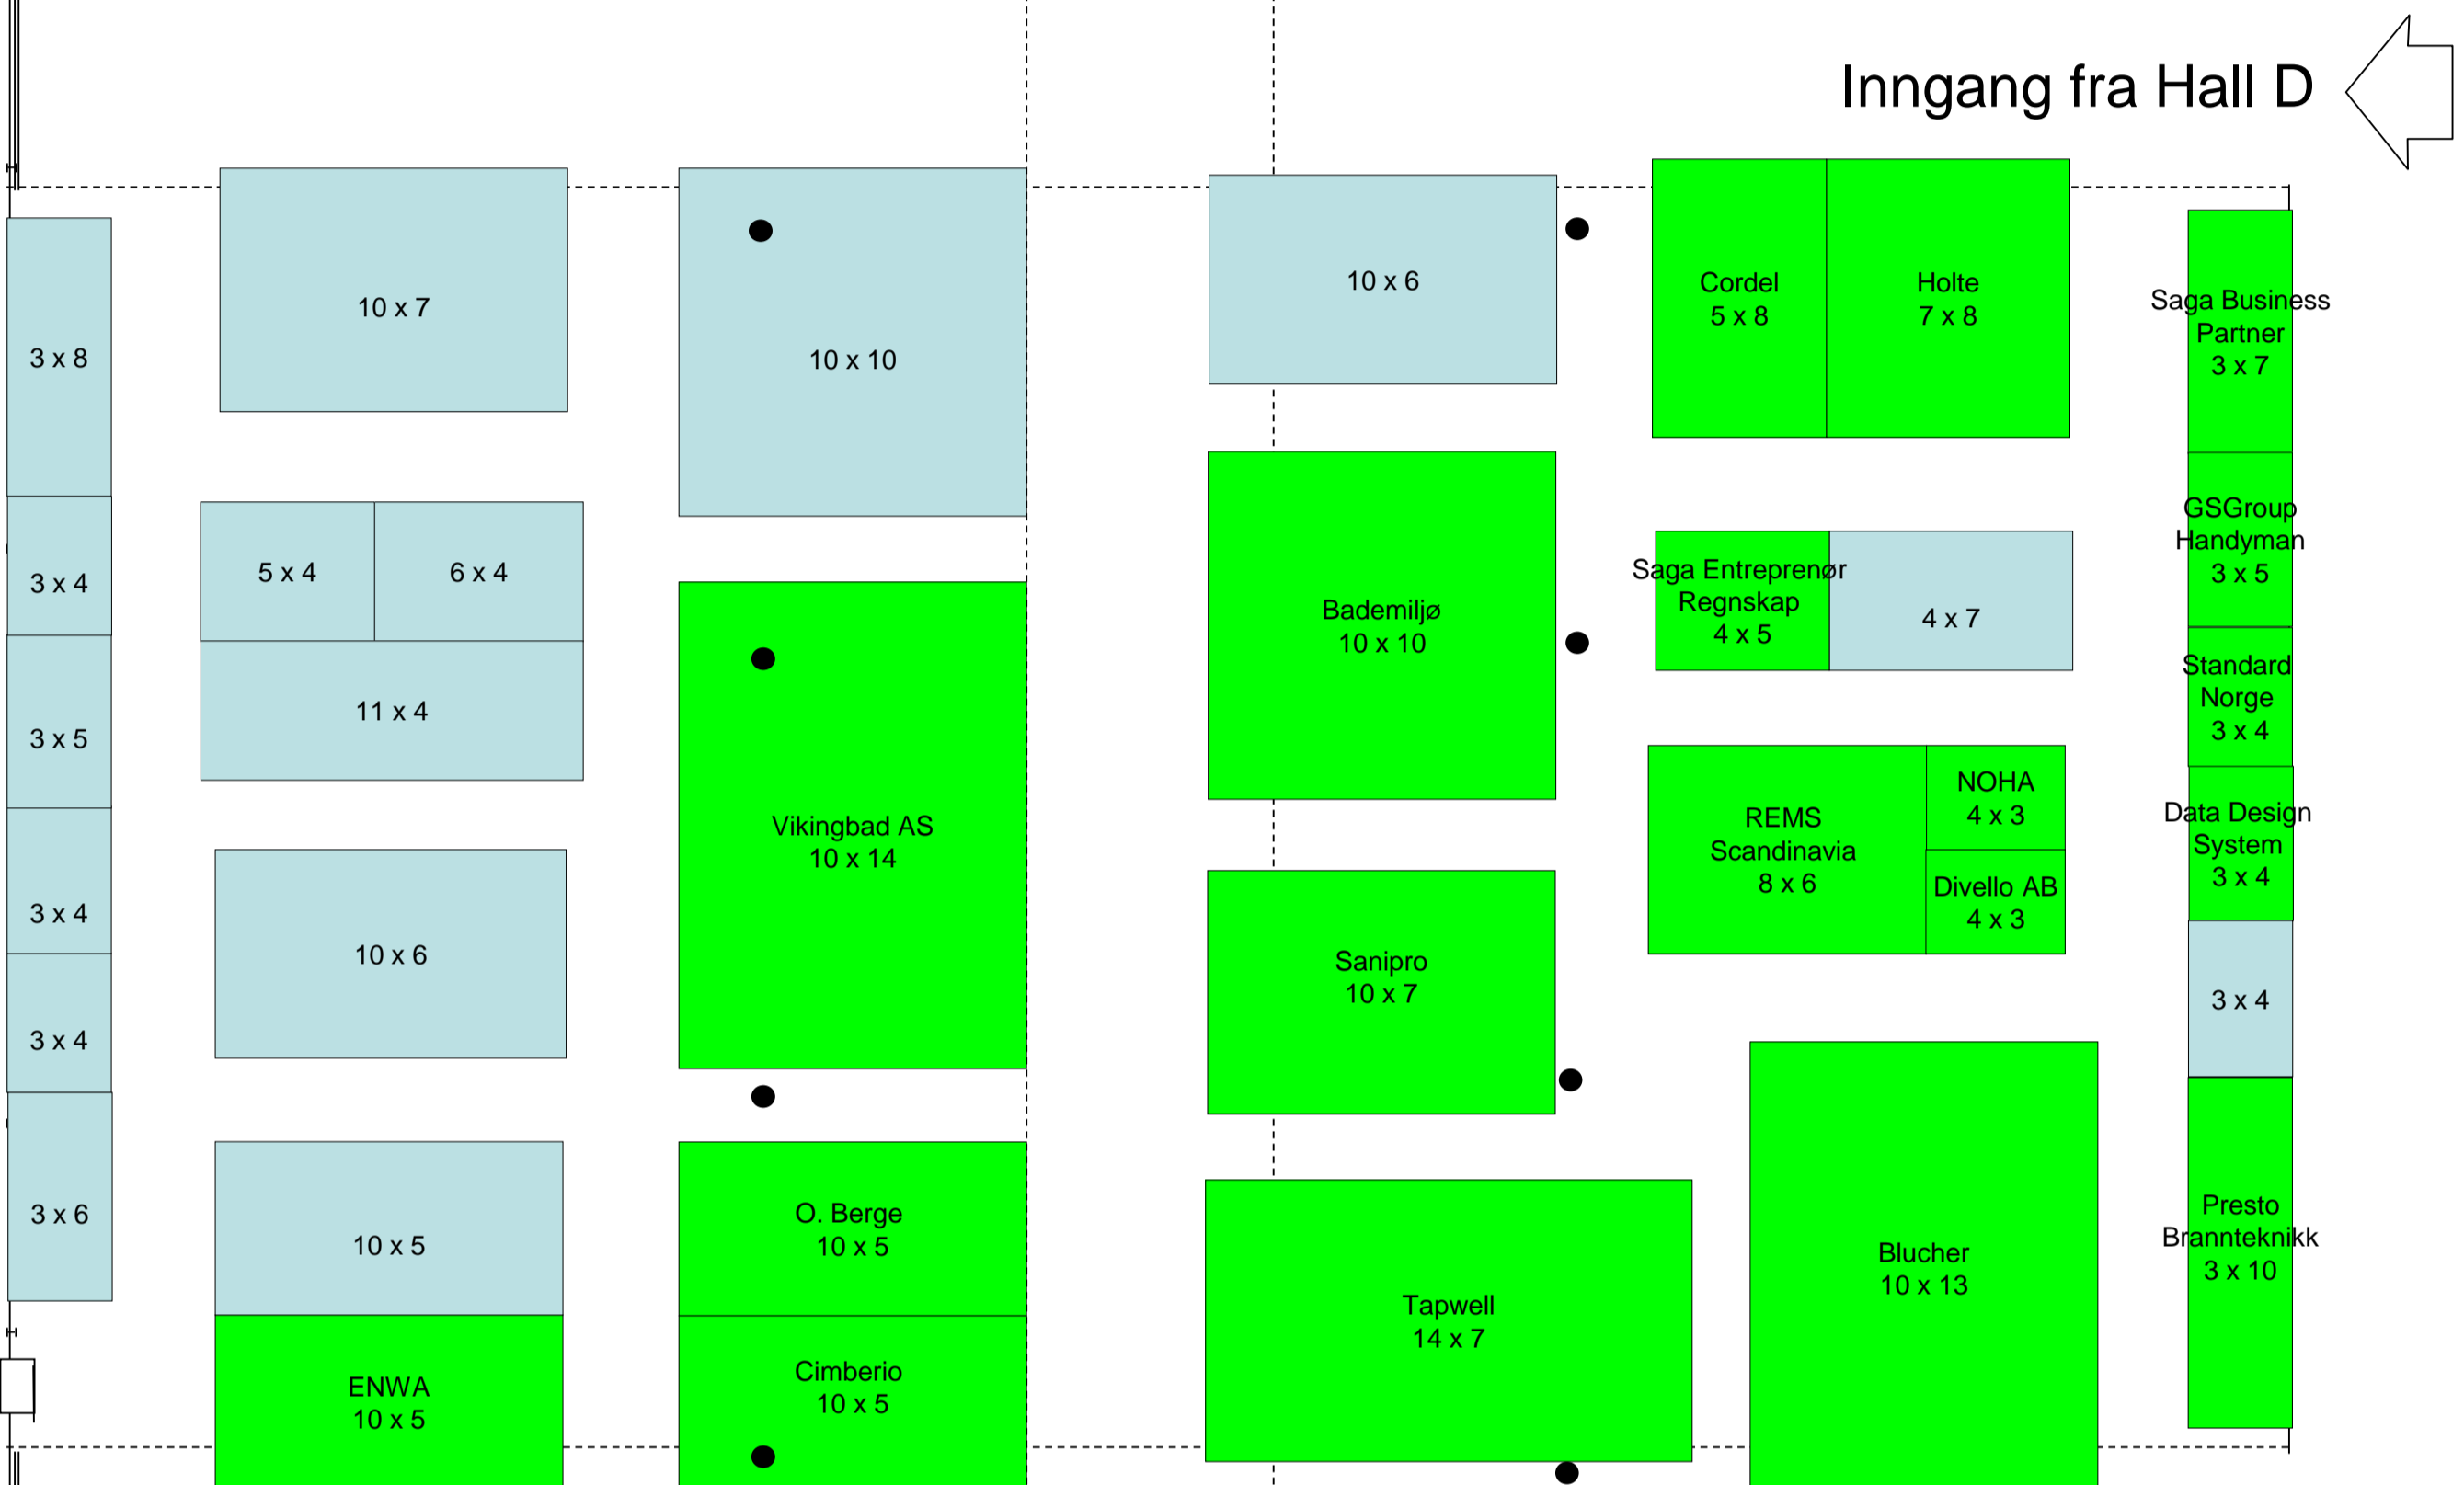 Inngang fra Hall D
3 x 8
3 x 4
3 x 5
3 x 4
3 x 4
3 x 6
10 x 7
5 x 4
6 x 4
11 x 4
10 x 6
10 x 5
ENWA
10 x 5
10 x 10
Vikingbad AS
10 x 14
O. Berge
10 x 5
Cimberio
10 x 5
10 x 6
Bademiljø
10 x 10
Sanipro
10 x 7
Tapwell
14 x 7
Cordel
5 x 8
Holte
7 x 8
Saga Entreprenør
Regnskap
4 x 5
4 x 7
REMS
Scandinavia
8 x 6
NOHA
4 x 3
Divello AB
4 x 3
Blucher
10 x 13
Saga Business
Partner
3 x 7
GSGroup
Handyman
3 x 5
Standard
Norge
3 x 4
Data Design
System
3 x 4
3 x 4
Presto
Brannteknikk
3 x 10